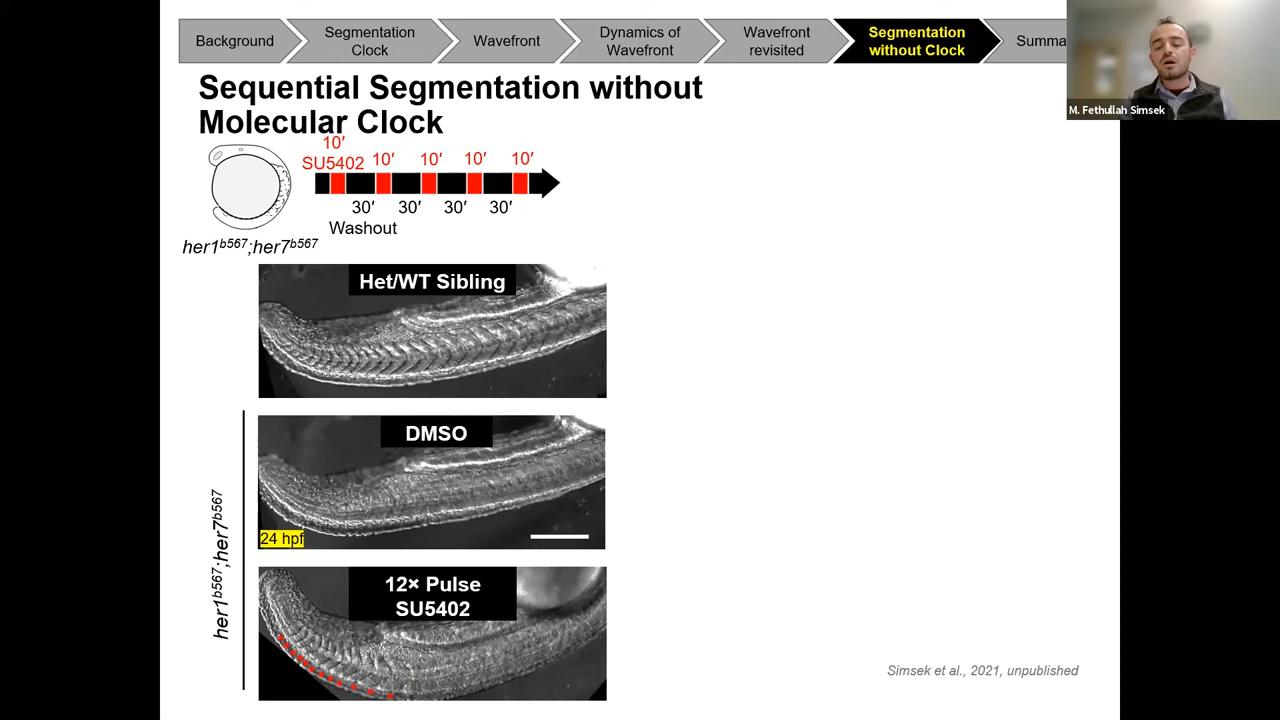 Background
Segmentation
Clock
Wavefront
Dynamics of
Wavefront
Wavefront
revisited
Segmentation
without Clock
Summa
M. Fethullah Simsek
Sequential Segmentation without
Molecular Clock
10′
SU5402 10′ 10′ 10′ 10′
30′ 30′ 30′ 30′
Washout
her1ᵇ⁵⁶⁷;her7ᵇ⁵⁶⁷
Het/WT Sibling
DMSO
24 hpf
her1ᵇ⁵⁶⁷;her7ᵇ⁵⁶⁷
12× Pulse
SU5402
Simsek et al., 2021, unpublished